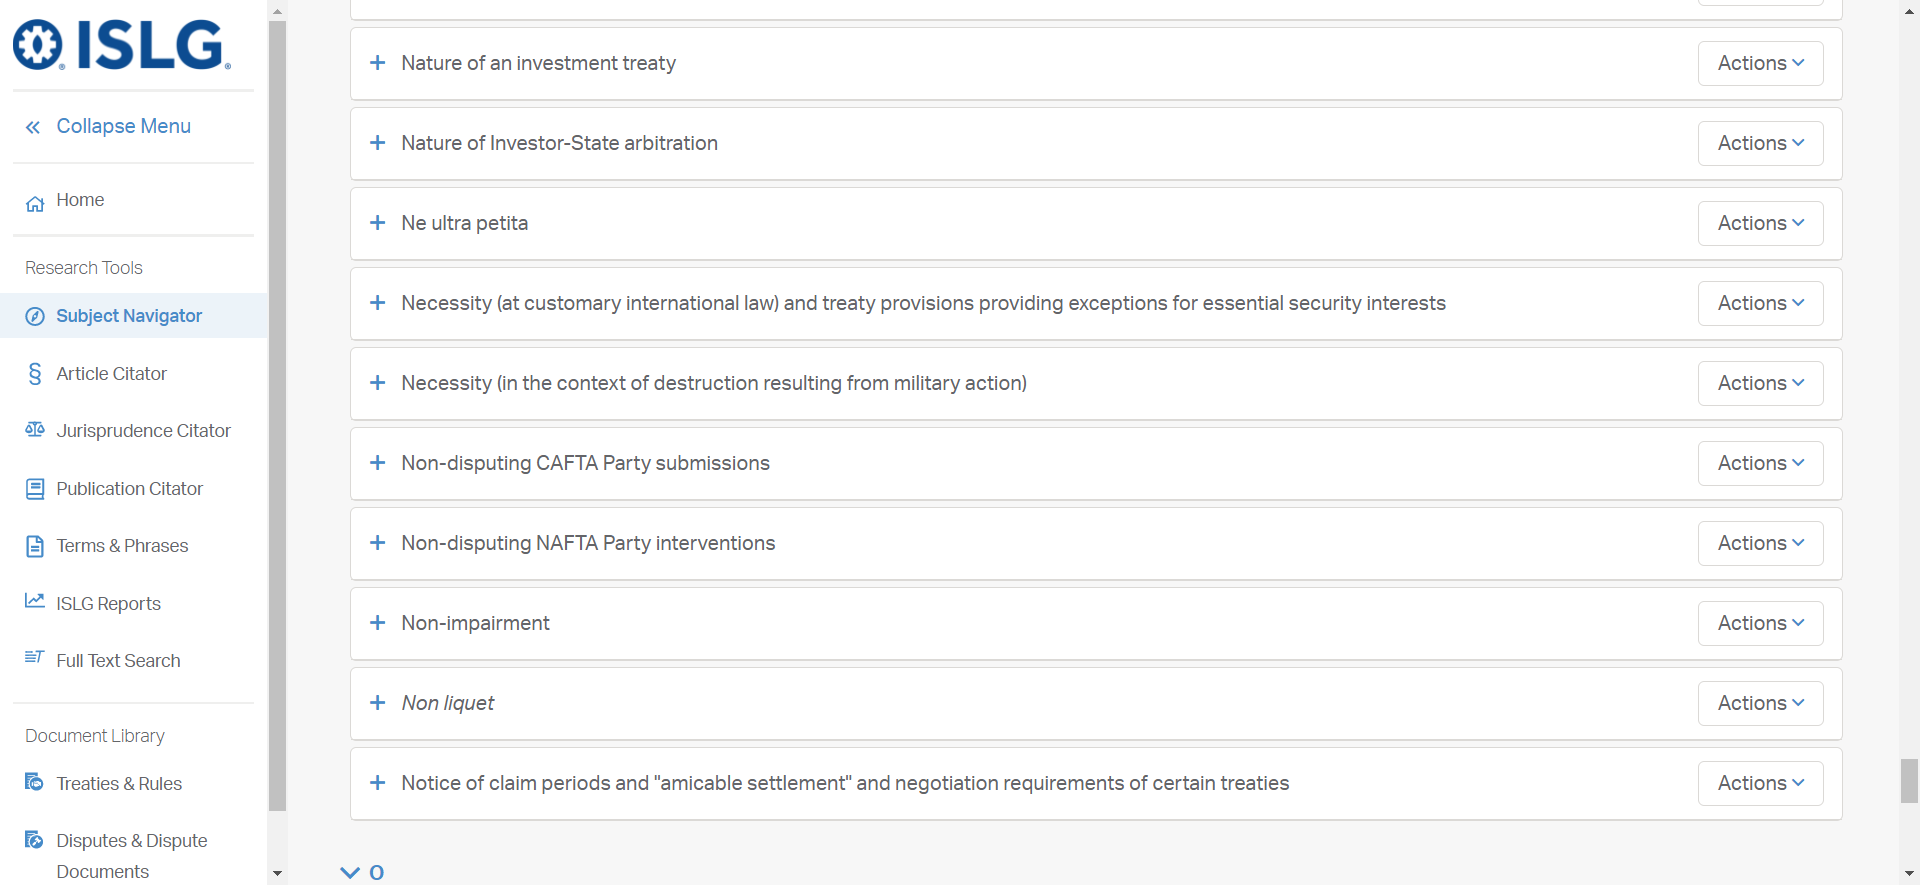 ISLG
Collapse Menu
Home
Research Tools
Subject Navigator
Article Citator
Jurisprudence Citator
Publication Citator
Terms & Phrases
ISLG Reports
Full Text Search
Document Library
Treaties & Rules
Disputes & Dispute
Documents
Nature of an investment treaty Actions
Nature of Investor-State arbitration Actions
Ne ultra petita Actions
Necessity (at customary international law) and treaty provisions providing exceptions for essential security interests Actions
Necessity (in the context of destruction resulting from military action) Actions
Non-disputing CAFTA Party submissions Actions
Non-disputing NAFTA Party interventions Actions
Non-impairment Actions
Non liquet Actions
Notice of claim periods and "amicable settlement" and negotiation requirements of certain treaties Actions
O